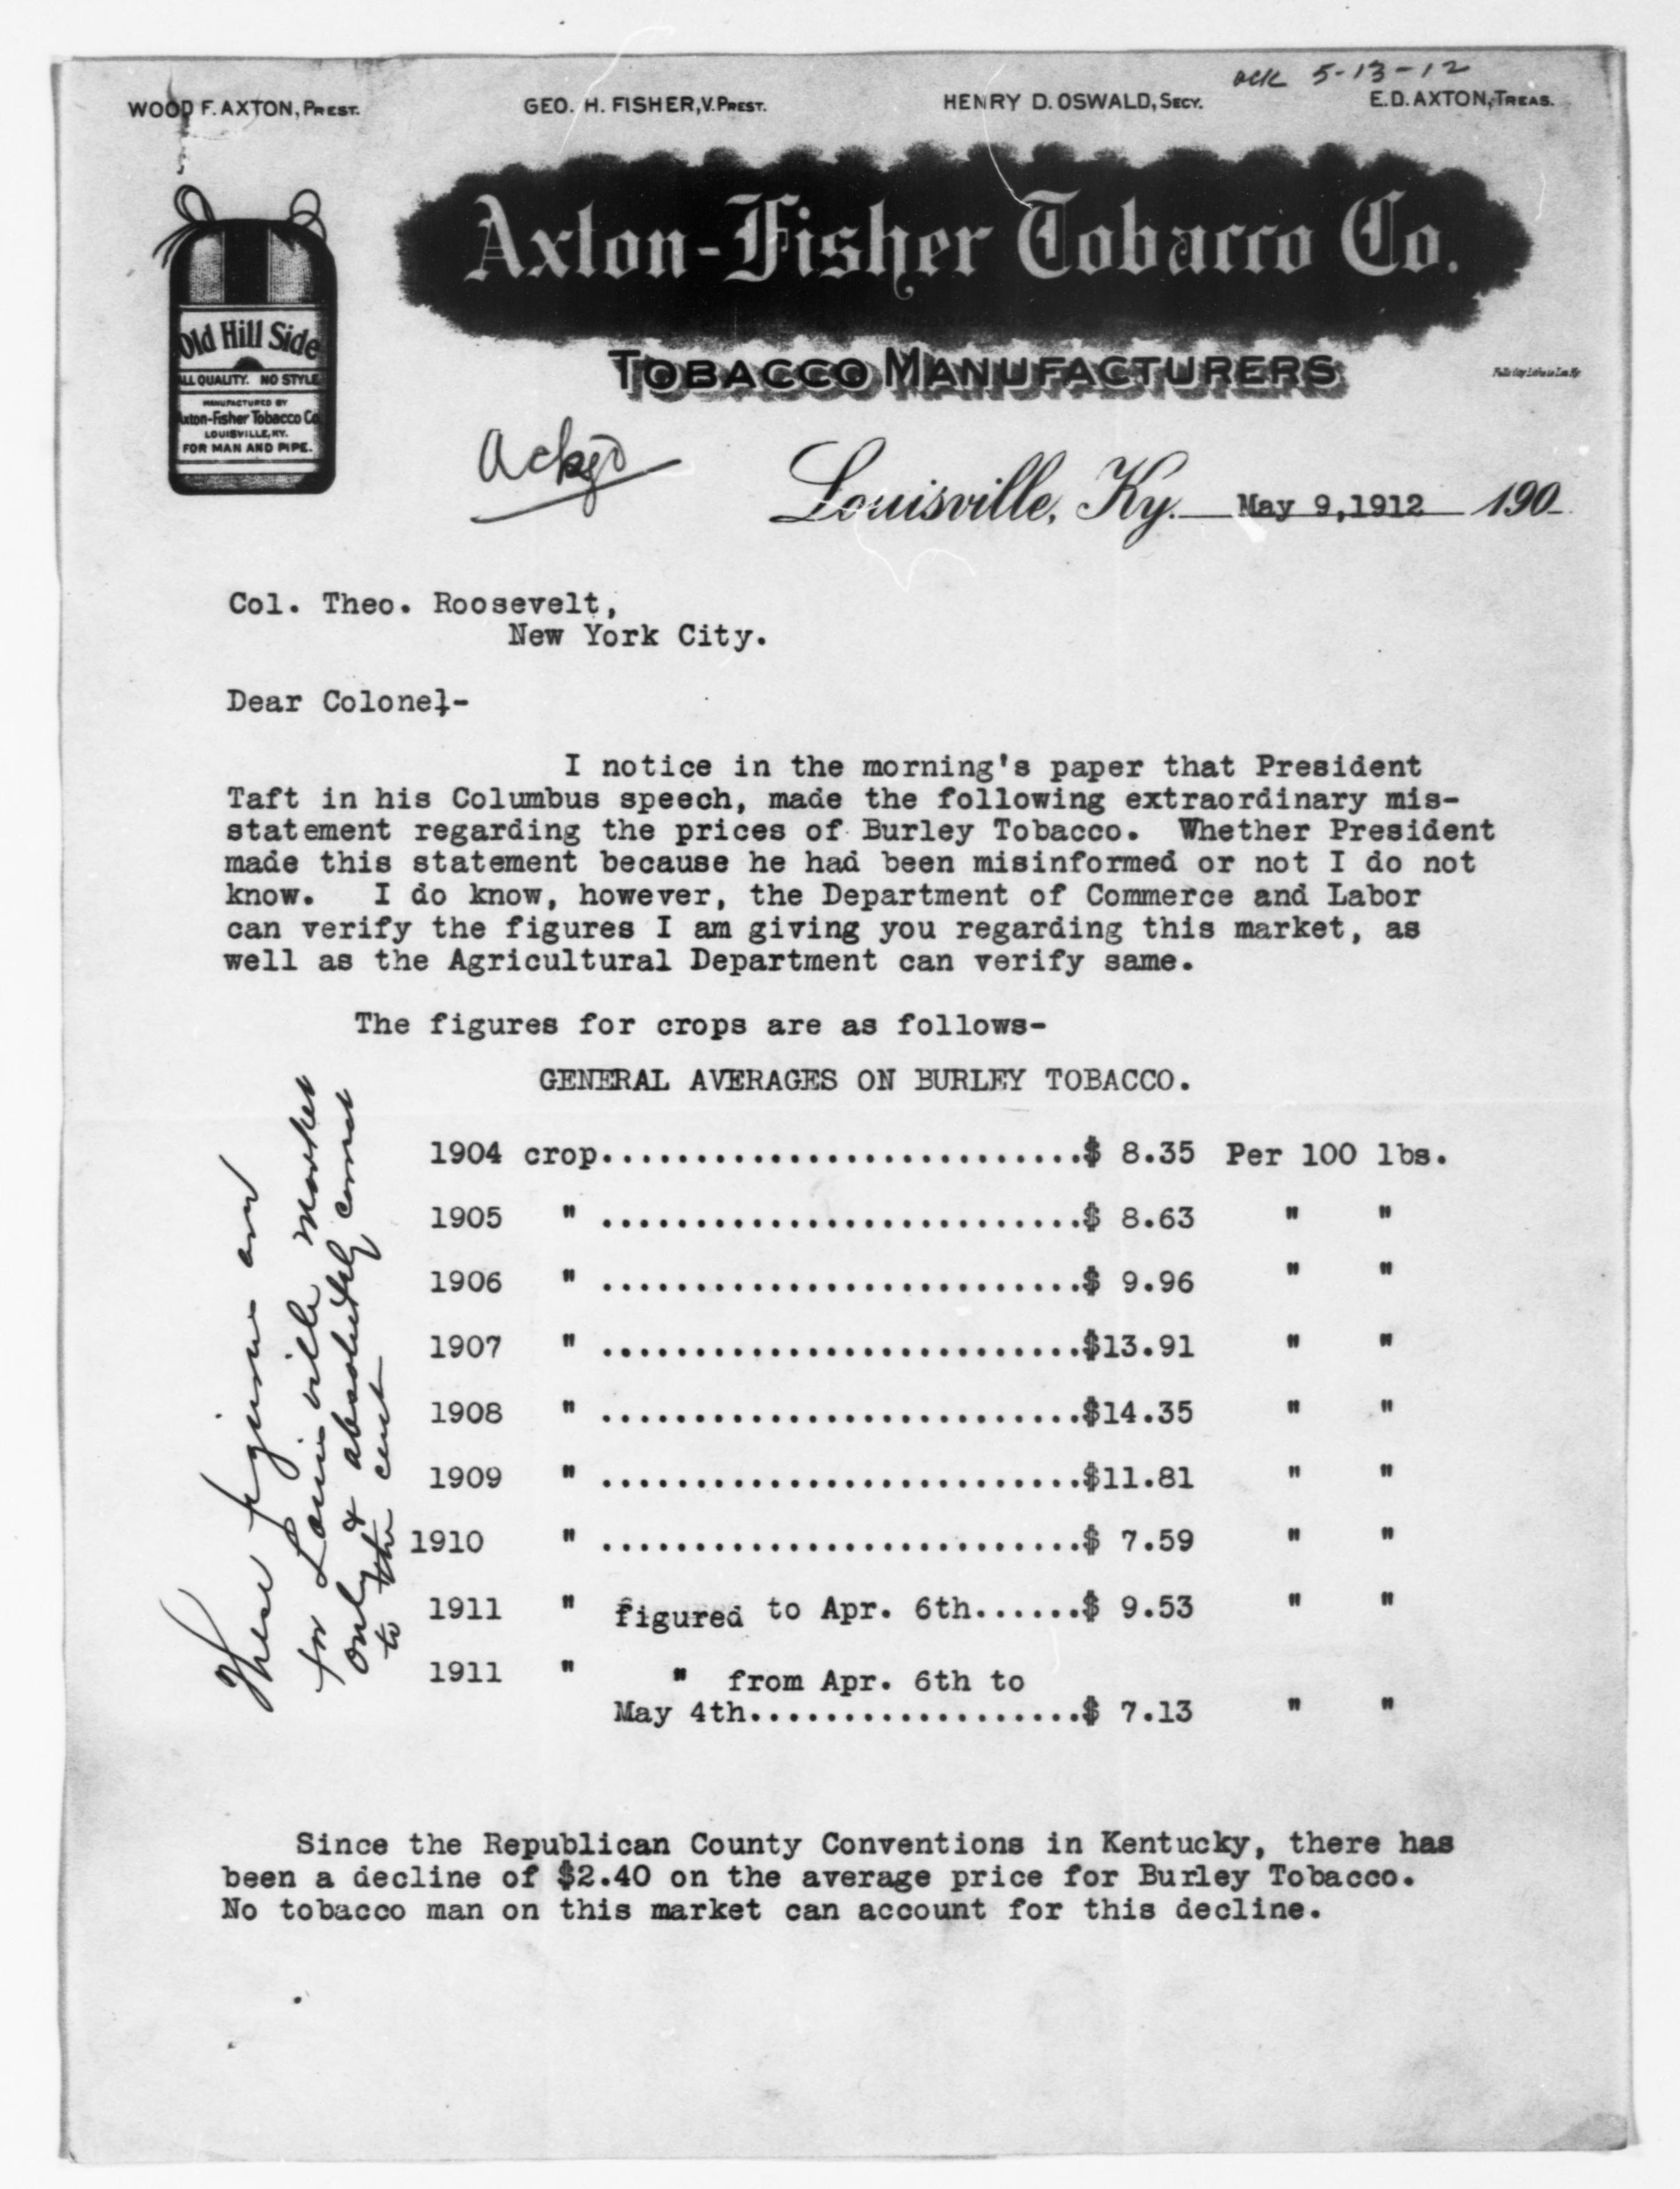 ack 5-13-12
WOOD F. AXTON, PREST. GEO. H. FISHER, V. PREST. HENRY D. OSWALD, SECY. E. D. AXTON, TREAS.
Axton-Fisher Tobacco Co.
TOBACCO MANUFACTURERS
Old Hill Side
ALL QUALITY. NO STYLE
MANUFACTURED BY
Axton-Fisher Tobacco Co
LOUISVILLE, KY.
FOR MAN AND PIPE.
Ackgd
Louisville, Ky. May 9,1912 190
Col. Theo. Roosevelt,
New York City.
Dear Colonel-
I notice in the morning's paper that President
Taft in his Columbus speech, made the following extraordinary mis-
statement regarding the prices of Burley Tobacco. Whether President
made this statement because he had been misinformed or not I do not
know. I do know, however, the Department of Commerce and Labor
can verify the figures I am giving you regarding this market, as
well as the Agricultural Department can verify same.
The figures for crops are as follows-
GENERAL AVERAGES ON BURLEY TOBACCO.
1904 crop..........................$ 8.35 Per 100 lbs.
1905 " ..........................$ 8.63 " "
1906 " ..........................$ 9.96 " "
1907 " ..........................$13.91 " "
1908 " ..........................$14.35 " "
1909 " ..........................$11.81 " "
1910 " ..........................$ 7.59 " "
1911 " figured to Apr. 6th......$ 9.53 " "
1911 " " from Apr. 6th to
May 4th..................$ 7.13 " "
These figures are
for Louisville market
only & absolutely correct
to the cent
Since the Republican County Conventions in Kentucky, there has
been a decline of $2.40 on the average price for Burley Tobacco.
No tobacco man on this market can account for this decline.